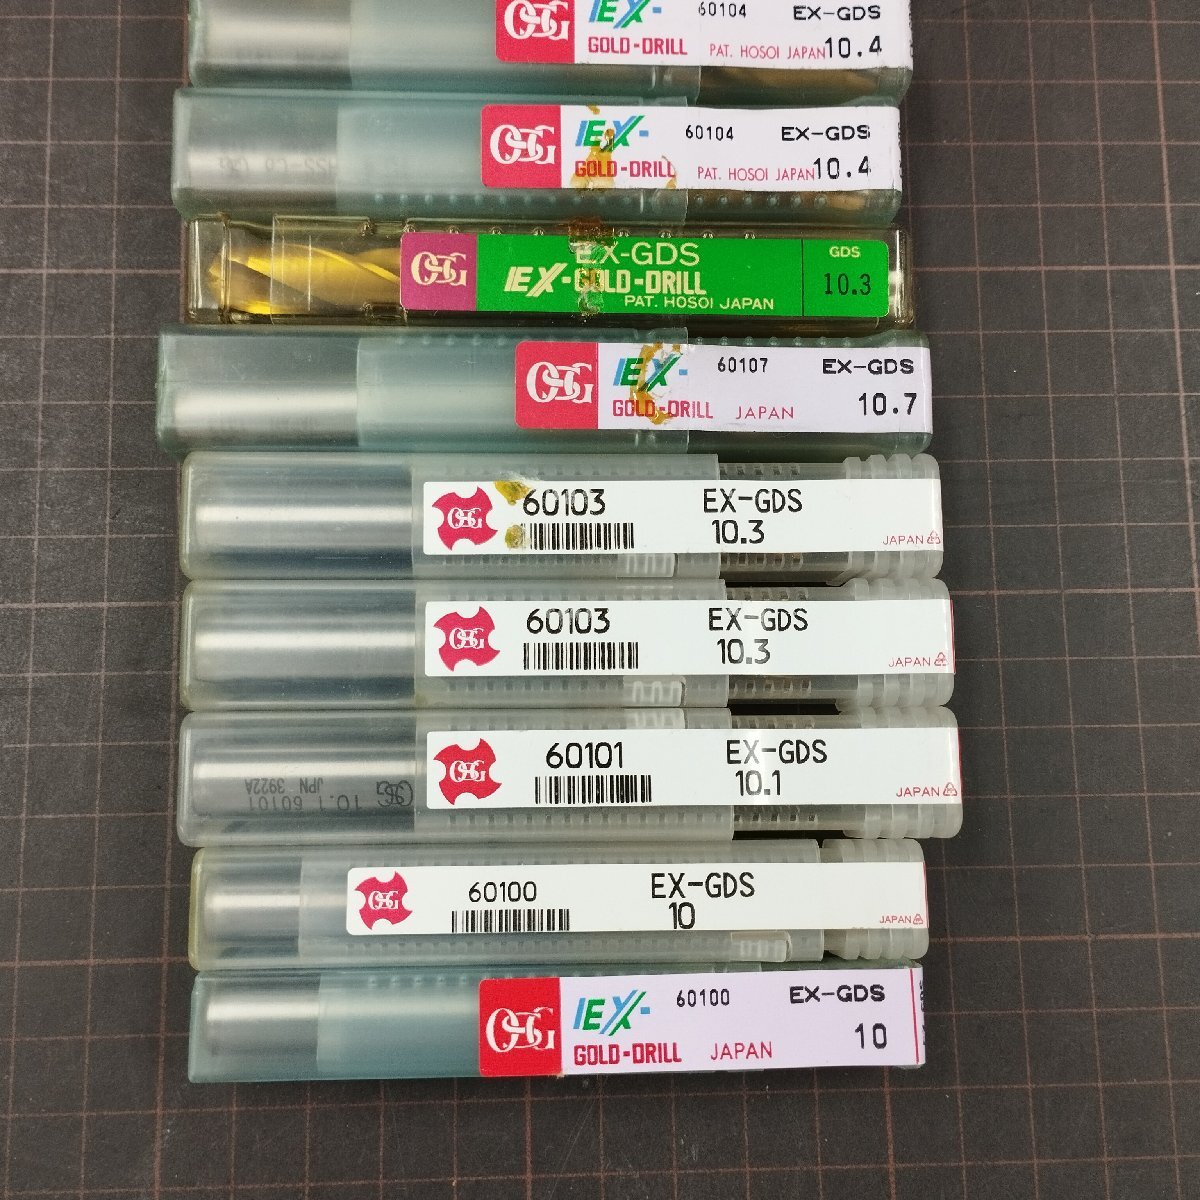 OSG
EX- 60104 EX-GDS
GOLD-DRILL PAT. HOSOI JAPAN 10.4
OSG
EX- 60104 EX-GDS
GOLD-DRILL PAT. HOSOI JAPAN 10.4
OSG
EX-GDS GDS
EX-GOLD-DRILL 10.3
PAT. HOSOI JAPAN
OSG
EX- 60107 EX-GDS
GOLD-DRILL JAPAN 10.7
OSG
60103 EX-GDS
10.3
JAPAN
OSG
60103 EX-GDS
10.3
JAPAN
OSG 10.1 60101
JPN 3922A
OSG
60101 EX-GDS
10.1
JAPAN
OSG
60100 EX-GDS
10
JAPAN
OSG
EX- 60100 EX-GDS
GOLD-DRILL JAPAN 10